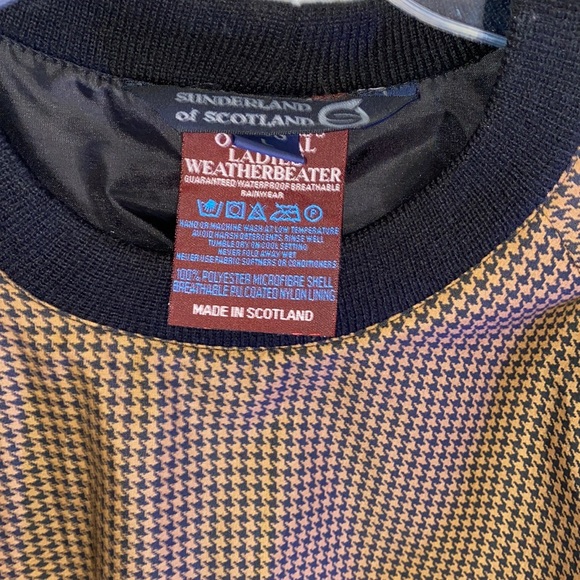 SUNDERLAND
of SCOTLAND
LADIES
WEATHERBEATER
GUARANTEED WATERPROOF BREATHABLE
RAINWEAR
P
HAND OR MACHINE WASH AT LOW TEMPERATURE
AVOID HARSH DETERGENTS. RINSE WELL
TUMBLE DRY ON COOL SETTING
NEVER FOLD AWAY WET
NEVER USE FABRIC SOFTNERS OR CONDITIONERS
100% POLYESTER MICROFIBRE SHELL
BREATHABLE P.U. COATED NYLON LINING
MADE IN SCOTLAND